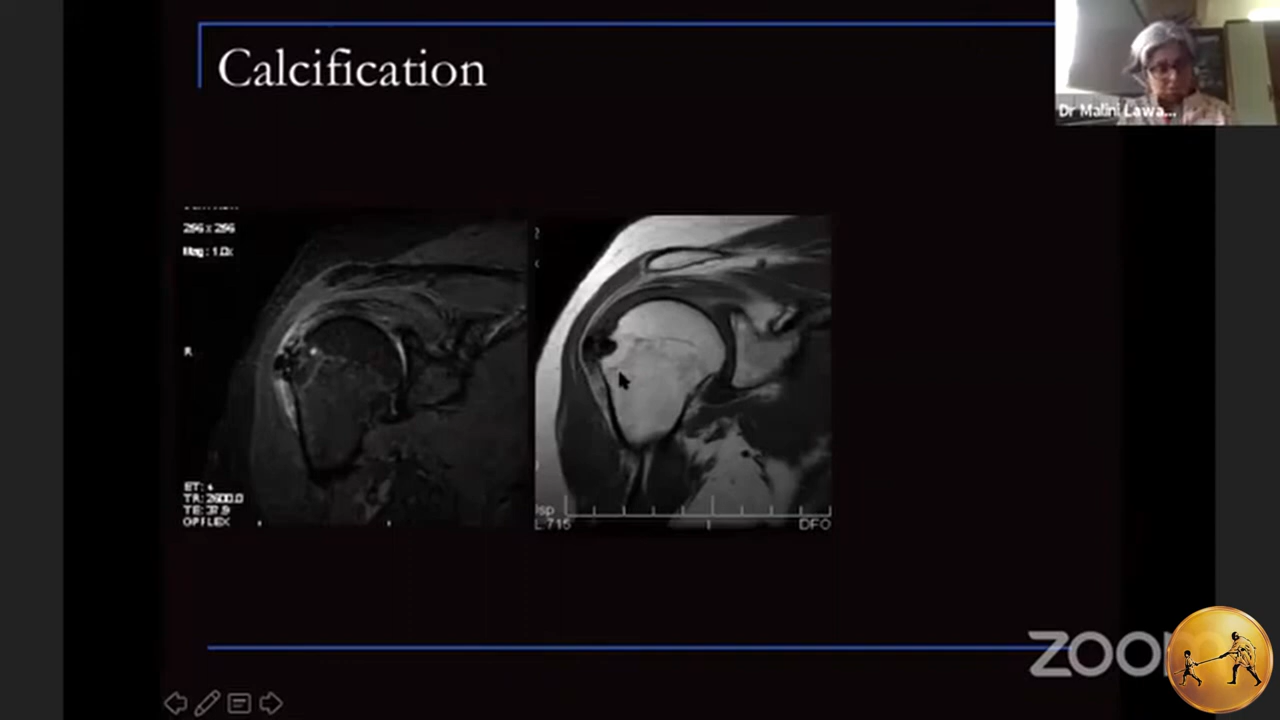 Calcification
Dr Malini Lawa...
256 x 256
Mag: 1.0x
R
ET: 4
TR: 2600.0
TE: 37.9
GPFLEX
L:715
DFO
ZOOM